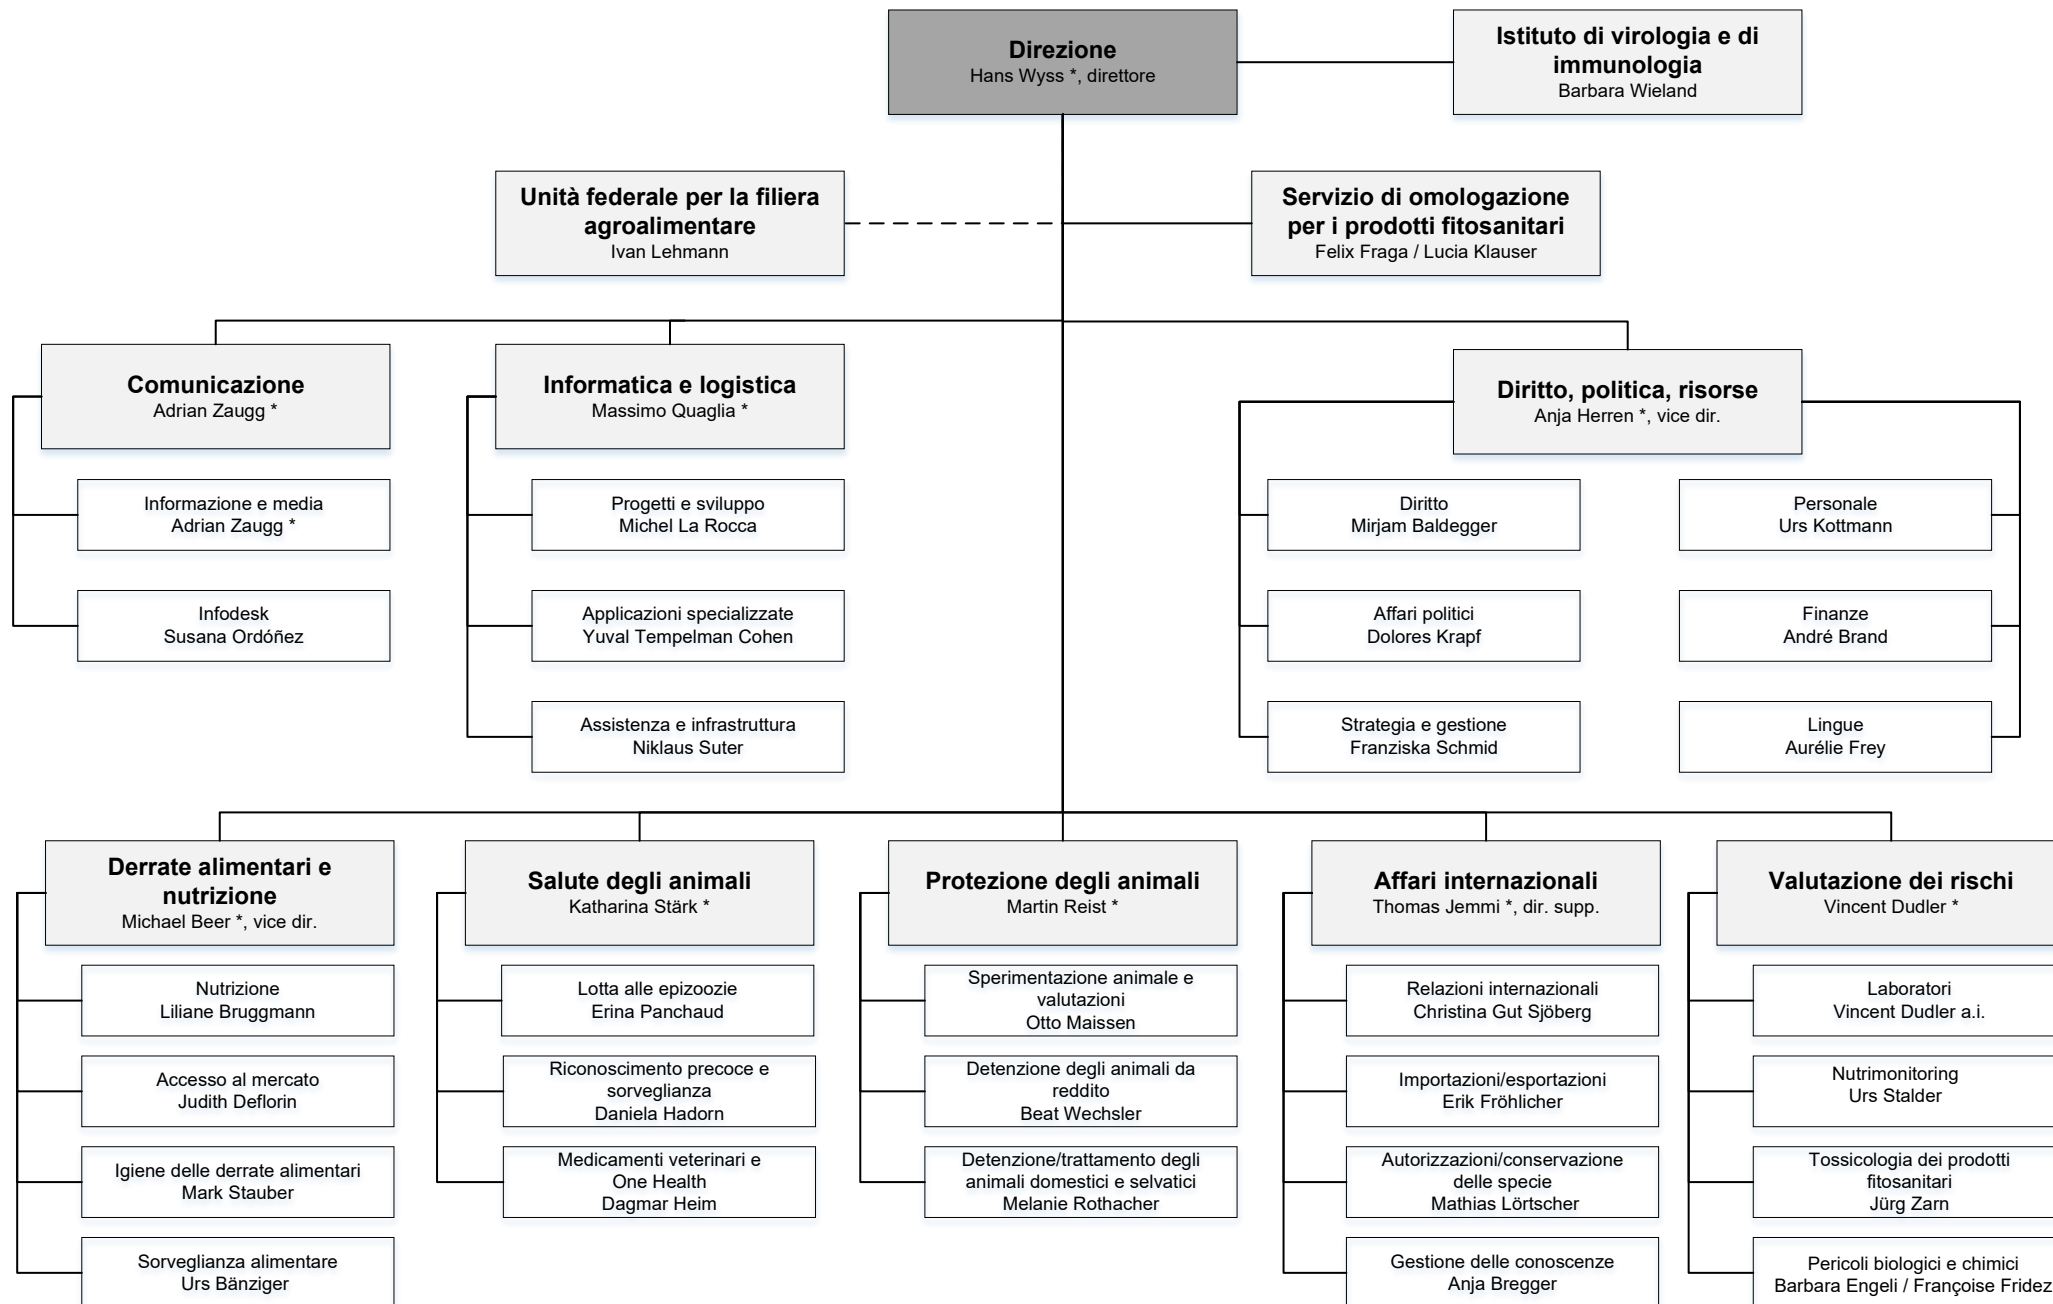 Direzione
Hans Wyss *, direttore
Istituto di virologia e di
immunologia
Barbara Wieland
Unità federale per la filiera
agroalimentare
Ivan Lehmann
Servizio di omologazione
per i prodotti fitosanitari
Felix Fraga / Lucia Klauser
Comunicazione
Adrian Zaugg *
Informatica e logistica
Massimo Quaglia *
Diritto, politica, risorse
Anja Herren *, vice dir.
Informazione e media
Adrian Zaugg *
Infodesk
Susana Ordóñez
Progetti e sviluppo
Michel La Rocca
Applicazioni specializzate
Yuval Tempelman Cohen
Assistenza e infrastruttura
Niklaus Suter
Diritto
Mirjam Baldegger
Affari politici
Dolores Krapf
Strategia e gestione
Franziska Schmid
Personale
Urs Kottmann
Finanze
André Brand
Lingue
Aurélie Frey
Derrate alimentari e
nutrizione
Michael Beer *, vice dir.
Nutrizione
Liliane Bruggmann
Accesso al mercato
Judith Deflorin
Igiene delle derrate alimentari
Mark Stauber
Sorveglianza alimentare
Urs Bänziger
Salute degli animali
Katharina Stärk *
Lotta alle epizoozie
Erina Panchaud
Riconoscimento precoce e
sorveglianza
Daniela Hadorn
Medicamenti veterinari e
One Health
Dagmar Heim
Protezione degli animali
Martin Reist *
Sperimentazione animale e
valutazioni
Otto Maissen
Detenzione degli animali da
reddito
Beat Wechsler
Detenzione/trattamento degli
animali domestici e selvatici
Melanie Rothacher
Affari internazionali
Thomas Jemmi *, dir. supp.
Relazioni internazionali
Christina Gut Sjöberg
Importazioni/esportazioni
Erik Fröhlicher
Autorizzazioni/conservazione
delle specie
Mathias Lörtscher
Gestione delle conoscenze
Anja Bregger
Valutazione dei rischi
Vincent Dudler *
Laboratori
Vincent Dudler a.i.
Nutrimonitoring
Urs Stalder
Tossicologia dei prodotti
fitosanitari
Jürg Zarn
Pericoli biologici e chimici
Barbara Engeli / Françoise Fridez